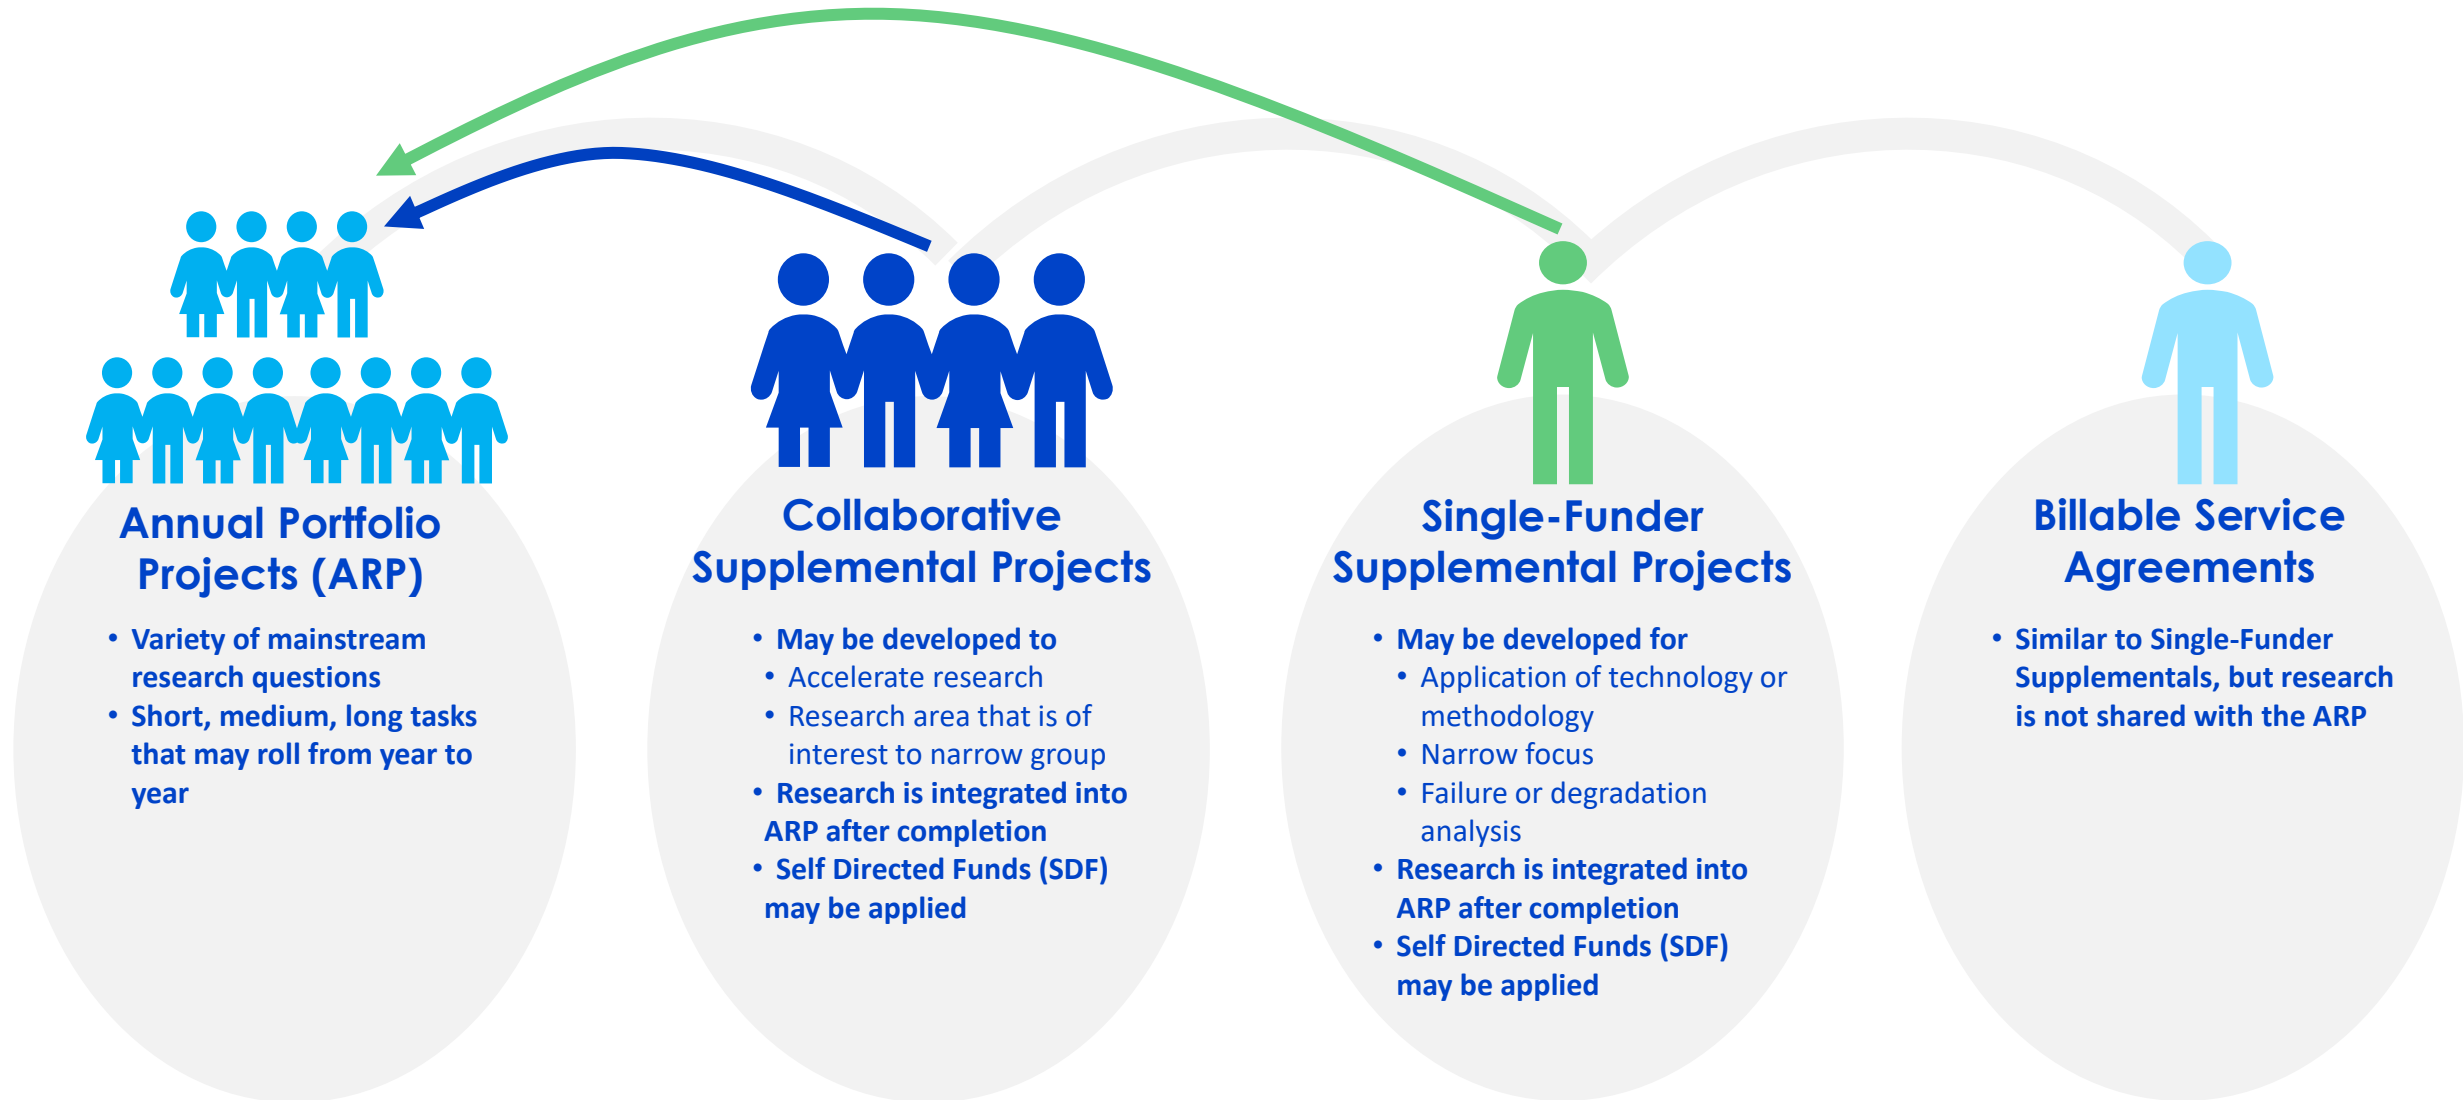 Annual Portfolio
Projects (ARP)
• Variety of mainstream
research questions
• Short, medium, long tasks
that may roll from year to
year
Collaborative
Supplemental Projects
• May be developed to
• Accelerate research
• Research area that is of
interest to narrow group
• Research is integrated into
ARP after completion
• Self Directed Funds (SDF)
may be applied
Single-Funder
Supplemental Projects
• May be developed for
• Application of technology or
methodology
• Narrow focus
• Failure or degradation
analysis
• Research is integrated into
ARP after completion
• Self Directed Funds (SDF)
may be applied
Billable Service
Agreements
• Similar to Single-Funder
Supplementals, but research
is not shared with the ARP